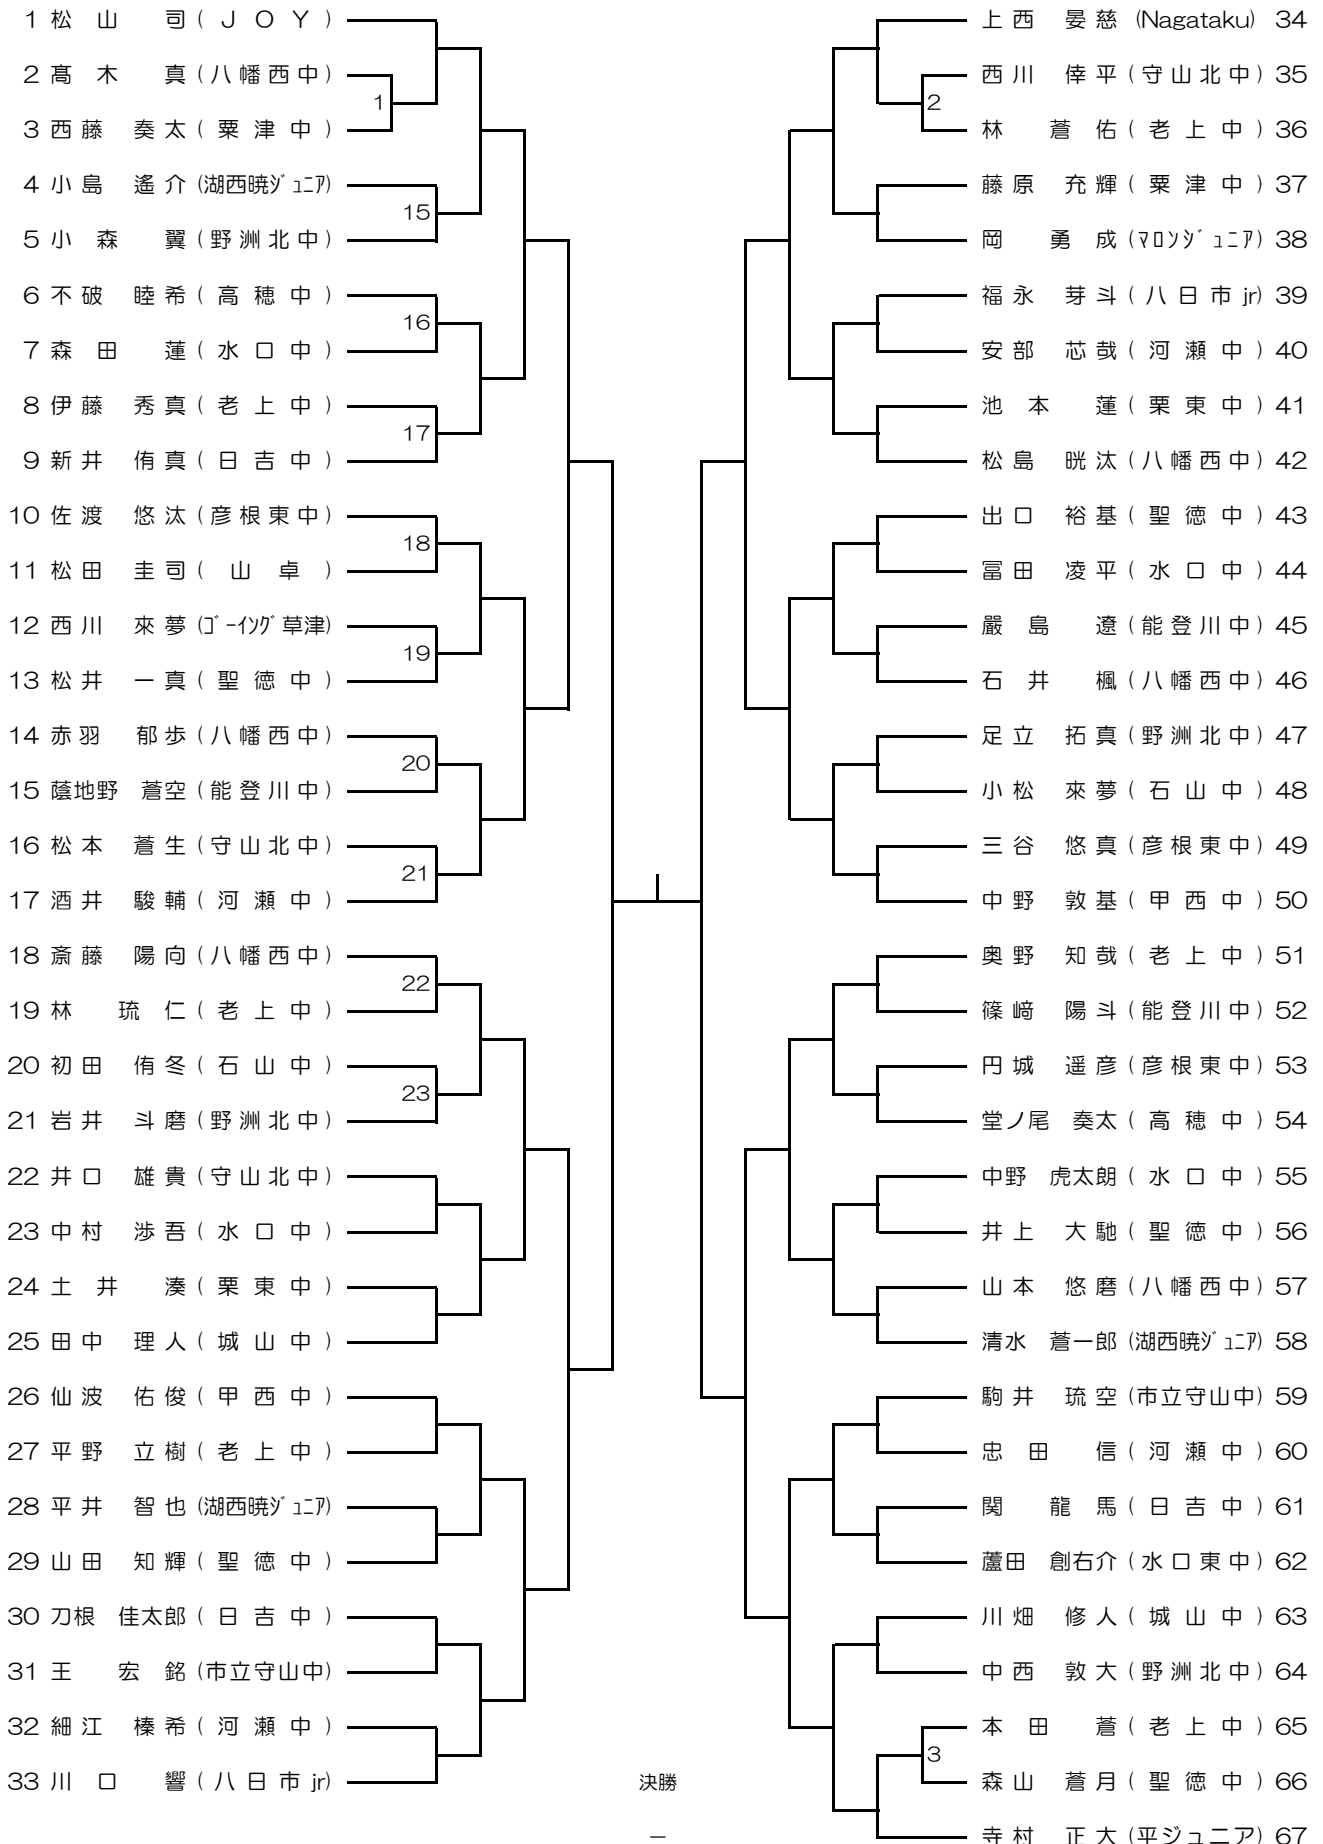 1 松山 司 (JOY)
2 髙木 真 (八幡西中)
1
3 西藤 奏太 (粟津中)
4 小島 遙介 (湖西暁ジュニア)
15
5 小森 翼 (野洲北中)
6 不破 睦希 (高穂中)
16
7 森田 蓮 (水口中)
8 伊藤 秀真 (老上中)
17
9 新井 侑真 (日吉中)
10 佐渡 悠汰 (彦根東中)
18
11 松田 圭司 (山卓)
12 西川 來夢 (ゴーイング草津)
19
13 松井 一真 (聖徳中)
14 赤羽 郁歩 (八幡西中)
20
15 蔭地野 蒼空 (能登川中)
16 松本 蒼生 (守山北中)
21
17 酒井 駿輔 (河瀬中)
18 斎藤 陽向 (八幡西中)
22
19 林 琉仁 (老上中)
20 初田 侑冬 (石山中)
23
21 岩井 斗磨 (野洲北中)
22 井口 雄貴 (守山北中)
23 中村 渉吾 (水口中)
24 土井 湊 (栗東中)
25 田中 理人 (城山中)
26 仙波 佑俊 (甲西中)
27 平野 立樹 (老上中)
28 平井 智也 (湖西暁ジュニア)
29 山田 知輝 (聖徳中)
30 刀根 佳太郎 (日吉中)
31 王 宏銘 (市立守山中)
32 細江 榛希 (河瀬中)
33 川口 響 (八日市jr)
決勝
－
上西 晏慈 (Nagataku) 34
西川 倖平 (守山北中) 35
2
林 蒼佑 (老上中) 36
藤原 充輝 (粟津中) 37
岡 勇成 (マロンジュニア) 38
福永 芽斗 (八日市jr) 39
安部 芯哉 (河瀬中) 40
池本 蓮 (栗東中) 41
松島 晄汰 (八幡西中) 42
出口 裕基 (聖徳中) 43
冨田 凌平 (水口中) 44
嚴島 遼 (能登川中) 45
石井 楓 (八幡西中) 46
足立 拓真 (野洲北中) 47
小松 來夢 (石山中) 48
三谷 悠真 (彦根東中) 49
中野 敦基 (甲西中) 50
奥野 知哉 (老上中) 51
篠﨑 陽斗 (能登川中) 52
円城 遥彦 (彦根東中) 53
堂ノ尾 奏太 (高穂中) 54
中野 虎太朗 (水口中) 55
井上 大馳 (聖徳中) 56
山本 悠磨 (八幡西中) 57
清水 蒼一郎 (湖西暁ジュニア) 58
駒井 琉空 (市立守山中) 59
忠田 信 (河瀬中) 60
関 龍馬 (日吉中) 61
蘆田 創右介 (水口東中) 62
川畑 修人 (城山中) 63
中西 敦大 (野洲北中) 64
本田 蒼 (老上中) 65
3
森山 蒼月 (聖徳中) 66
寺村 正大 (平ジュニア) 67